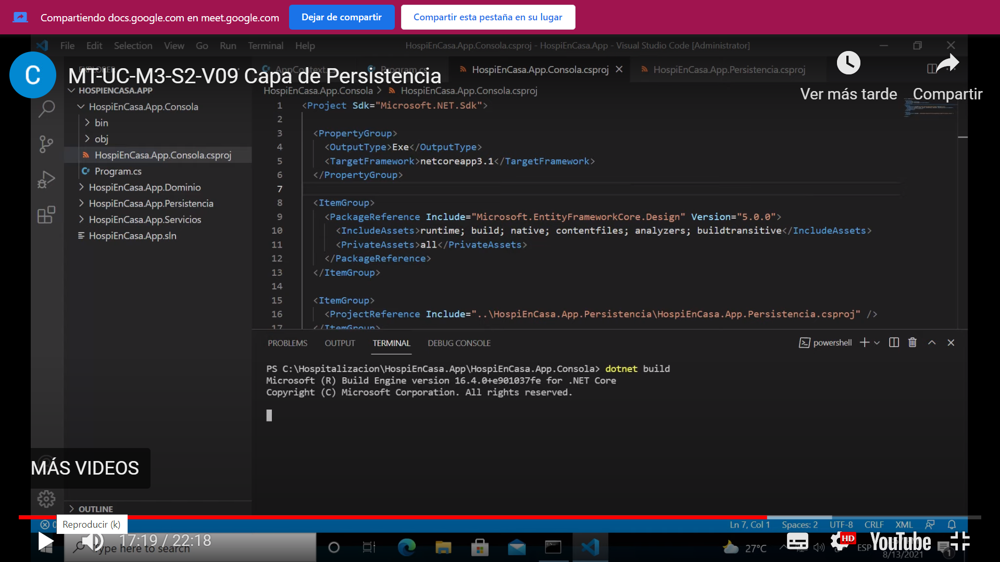 Compartiendo docs.google.com en meet.google.com
Dejar de compartir
Compartir esta pestaña en su lugar
File Edit Selection View Go Run Terminal Help
HospiEnCasa.App.Consola.csproj - HospiEnCasa.App - Visual Studio Code [Administrator]
C
MT-UC-M3-S2-V09 Capa de Persistencia
EXPLORER
Program.cs
HospiEnCasa.App.Consola.csproj
HospiEnCasa.App.Persistencia.csproj
Ver más tarde
Compartir
HOSPIENCASA.APP
HospiEnCasa.App.Consola
bin
obj
HospiEnCasa.App.Consola.csproj
Program.cs
HospiEnCasa.App.Dominio
HospiEnCasa.App.Persistencia
HospiEnCasa.App.Servicios
HospiEnCasa.App.sln
OUTLINE
HospiEnCasa.App.Consola > HospiEnCasa.App.Consola.csproj
1 <Project Sdk="Microsoft.NET.Sdk">
2
3 <PropertyGroup>
4 <OutputType>Exe</OutputType>
5 <TargetFramework>netcoreapp3.1</TargetFramework>
6 </PropertyGroup>
7
8 <ItemGroup>
9 <PackageReference Include="Microsoft.EntityFrameworkCore.Design" Version="5.0.0">
10 <IncludeAssets>runtime; build; native; contentfiles; analyzers; buildtransitive</IncludeAssets>
11 <PrivateAssets>all</PrivateAssets>
12 </PackageReference>
13 </ItemGroup>
14
15 <ItemGroup>
16 <ProjectReference Include="..\HospiEnCasa.App.Persistencia\HospiEnCasa.App.Persistencia.csproj" />
17 </ItemGroup>
PROBLEMS OUTPUT TERMINAL DEBUG CONSOLE
powershell
PS C:\Hospitalizacion\HospiEnCasa.App\HospiEnCasa.App.Consola> dotnet build
Microsoft (R) Build Engine version 16.4.0+e901037fe for .NET Core
Copyright (C) Microsoft Corporation. All rights reserved.
MÁS VIDEOS
Reproducir (k)
Ln 7, Col 1 Spaces: 2 UTF-8 CRLF XML
17:19 / 22:18
Type here to search
27°C
ESP
8/13/2021
HD
YouTube
1